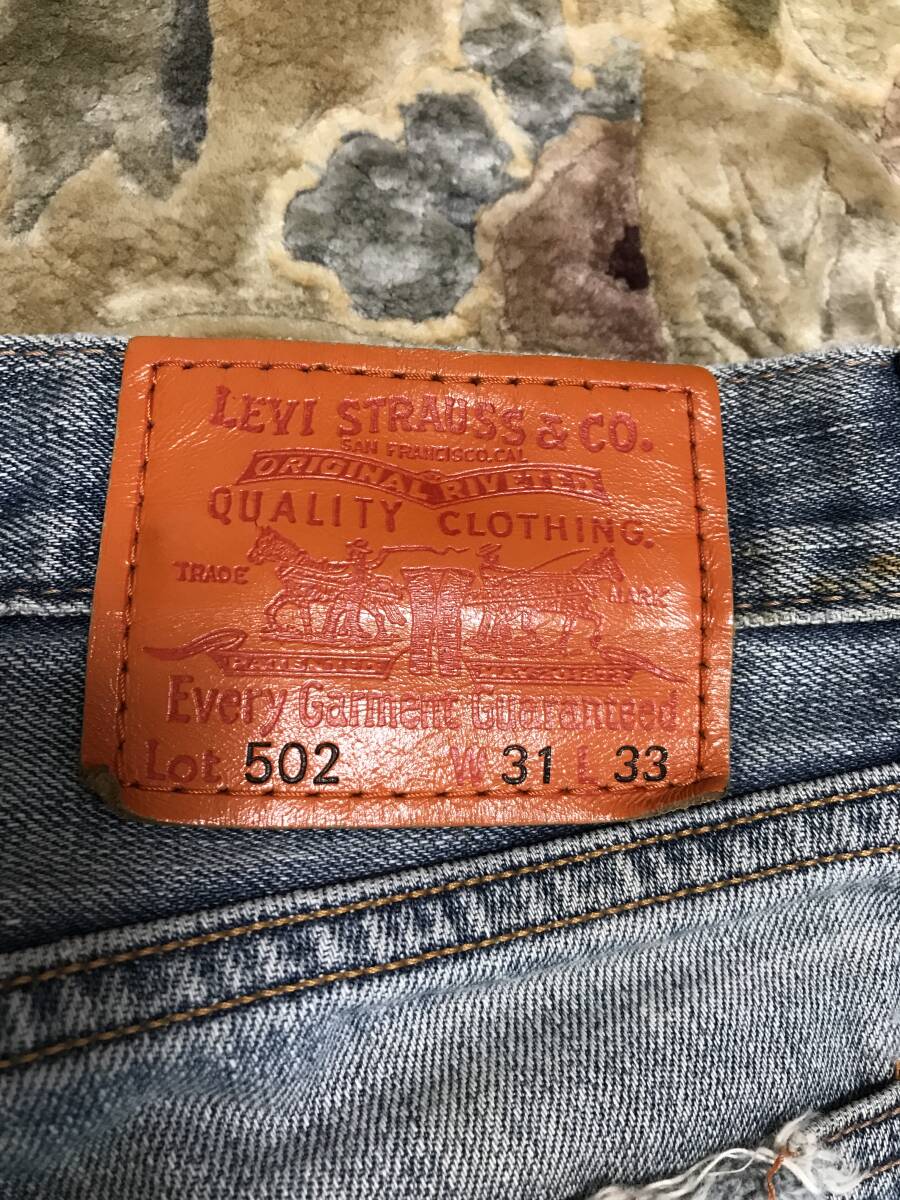 LEVI STRAUSS & CO.
SAN FRANCISCO, CAL
ORIGINAL RIVETED
QUALITY CLOTHING.
TRADE MARK
Every Garment Guaranteed
Lot 502 W 31 L 33